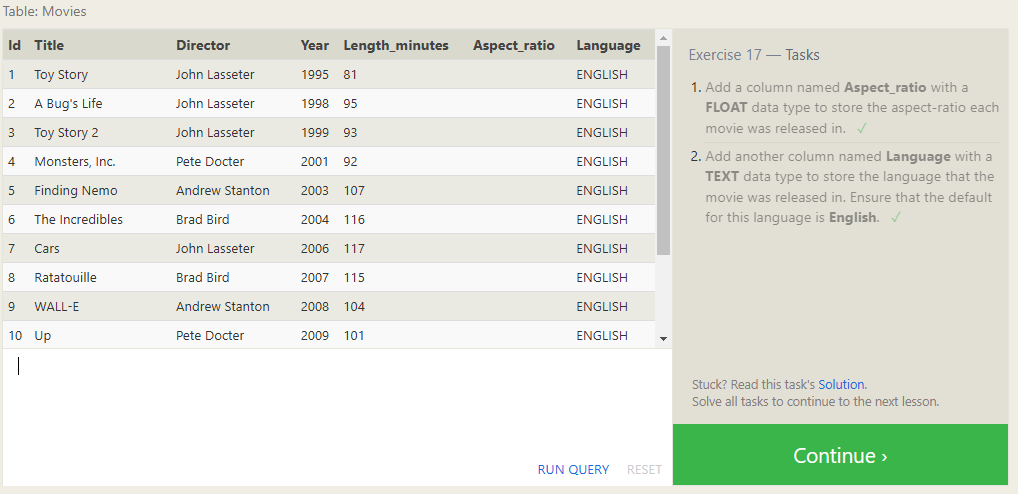 Table: Movies
Id Title Director Year Length_minutes Aspect_ratio Language
1 Toy Story John Lasseter 1995 81 ENGLISH
2 A Bug's Life John Lasseter 1998 95 ENGLISH
3 Toy Story 2 John Lasseter 1999 93 ENGLISH
4 Monsters, Inc. Pete Docter 2001 92 ENGLISH
5 Finding Nemo Andrew Stanton 2003 107 ENGLISH
6 The Incredibles Brad Bird 2004 116 ENGLISH
7 Cars John Lasseter 2006 117 ENGLISH
8 Ratatouille Brad Bird 2007 115 ENGLISH
9 WALL-E Andrew Stanton 2008 104 ENGLISH
10 Up Pete Docter 2009 101 ENGLISH
RUN QUERY RESET
Exercise 17 — Tasks
1. Add a column named Aspect_ratio with a
FLOAT data type to store the aspect-ratio each
movie was released in. ✓
2. Add another column named Language with a
TEXT data type to store the language that the
movie was released in. Ensure that the default
for this language is English. ✓
Stuck? Read this task's Solution.
Solve all tasks to continue to the next lesson.
Continue ›